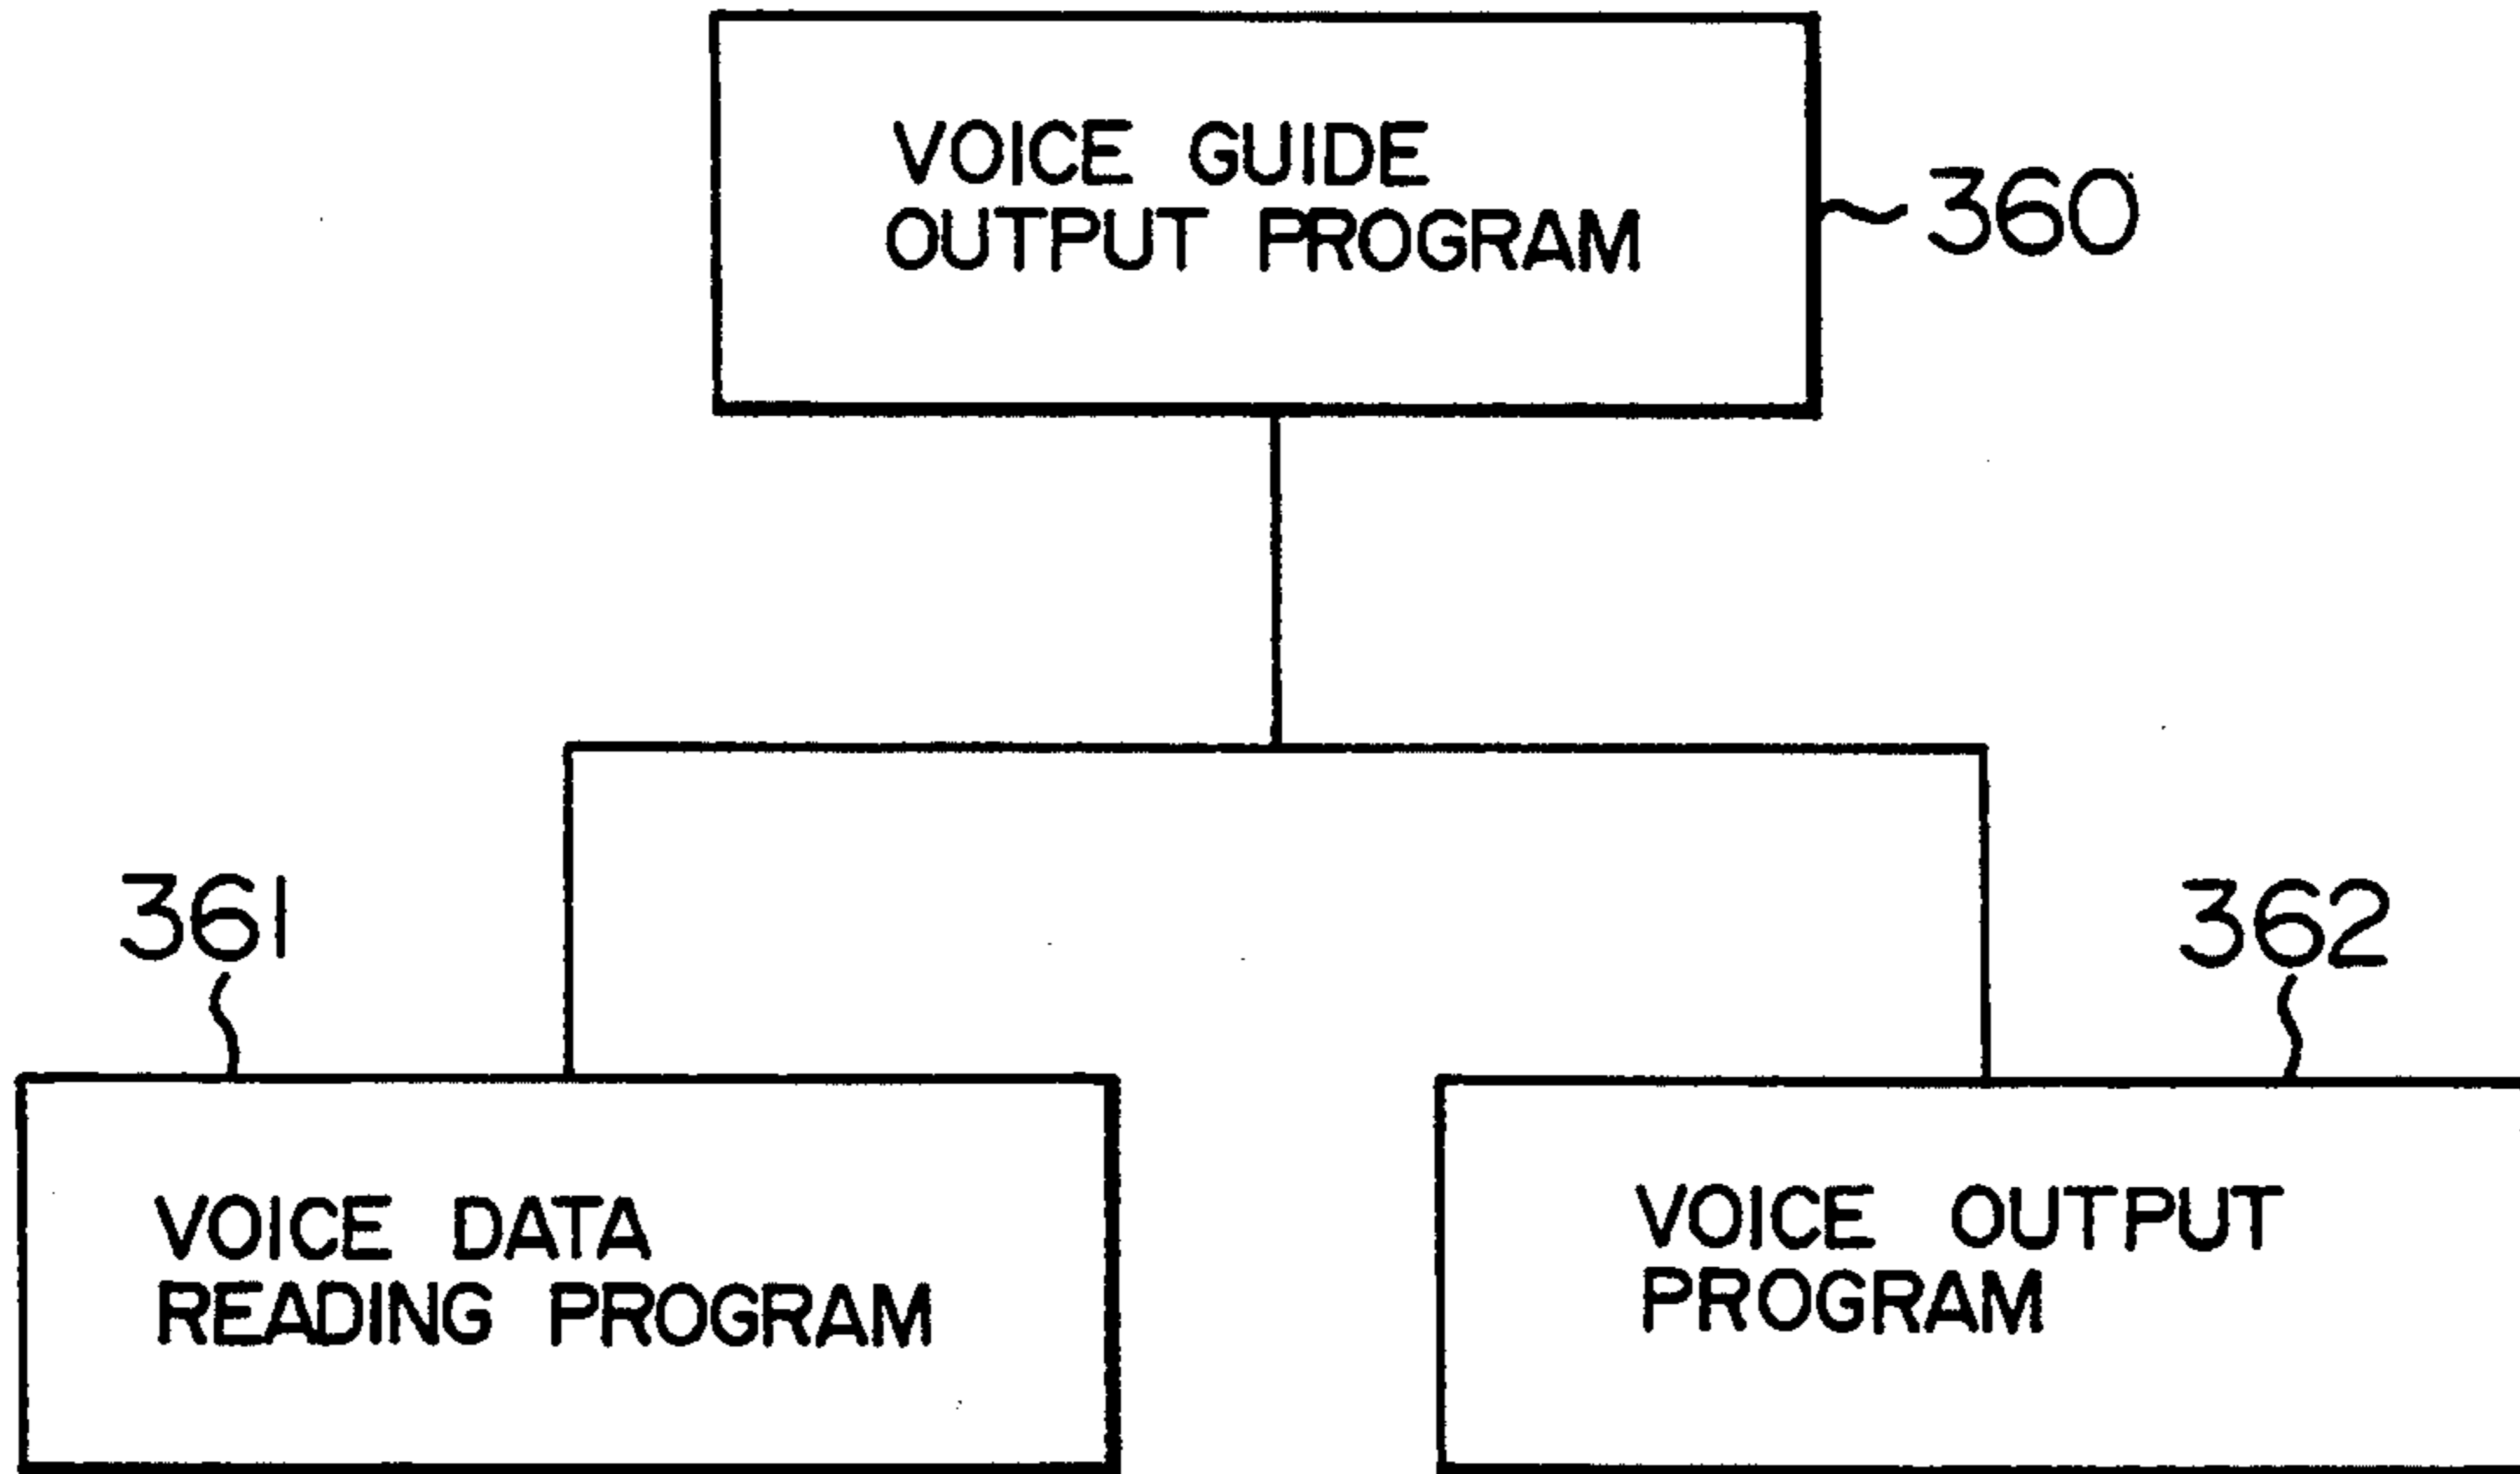 VOICE GUIDE
OUTPUT PROGRAM
360
361
362
VOICE DATA
READING PROGRAM
VOICE OUTPUT
PROGRAM